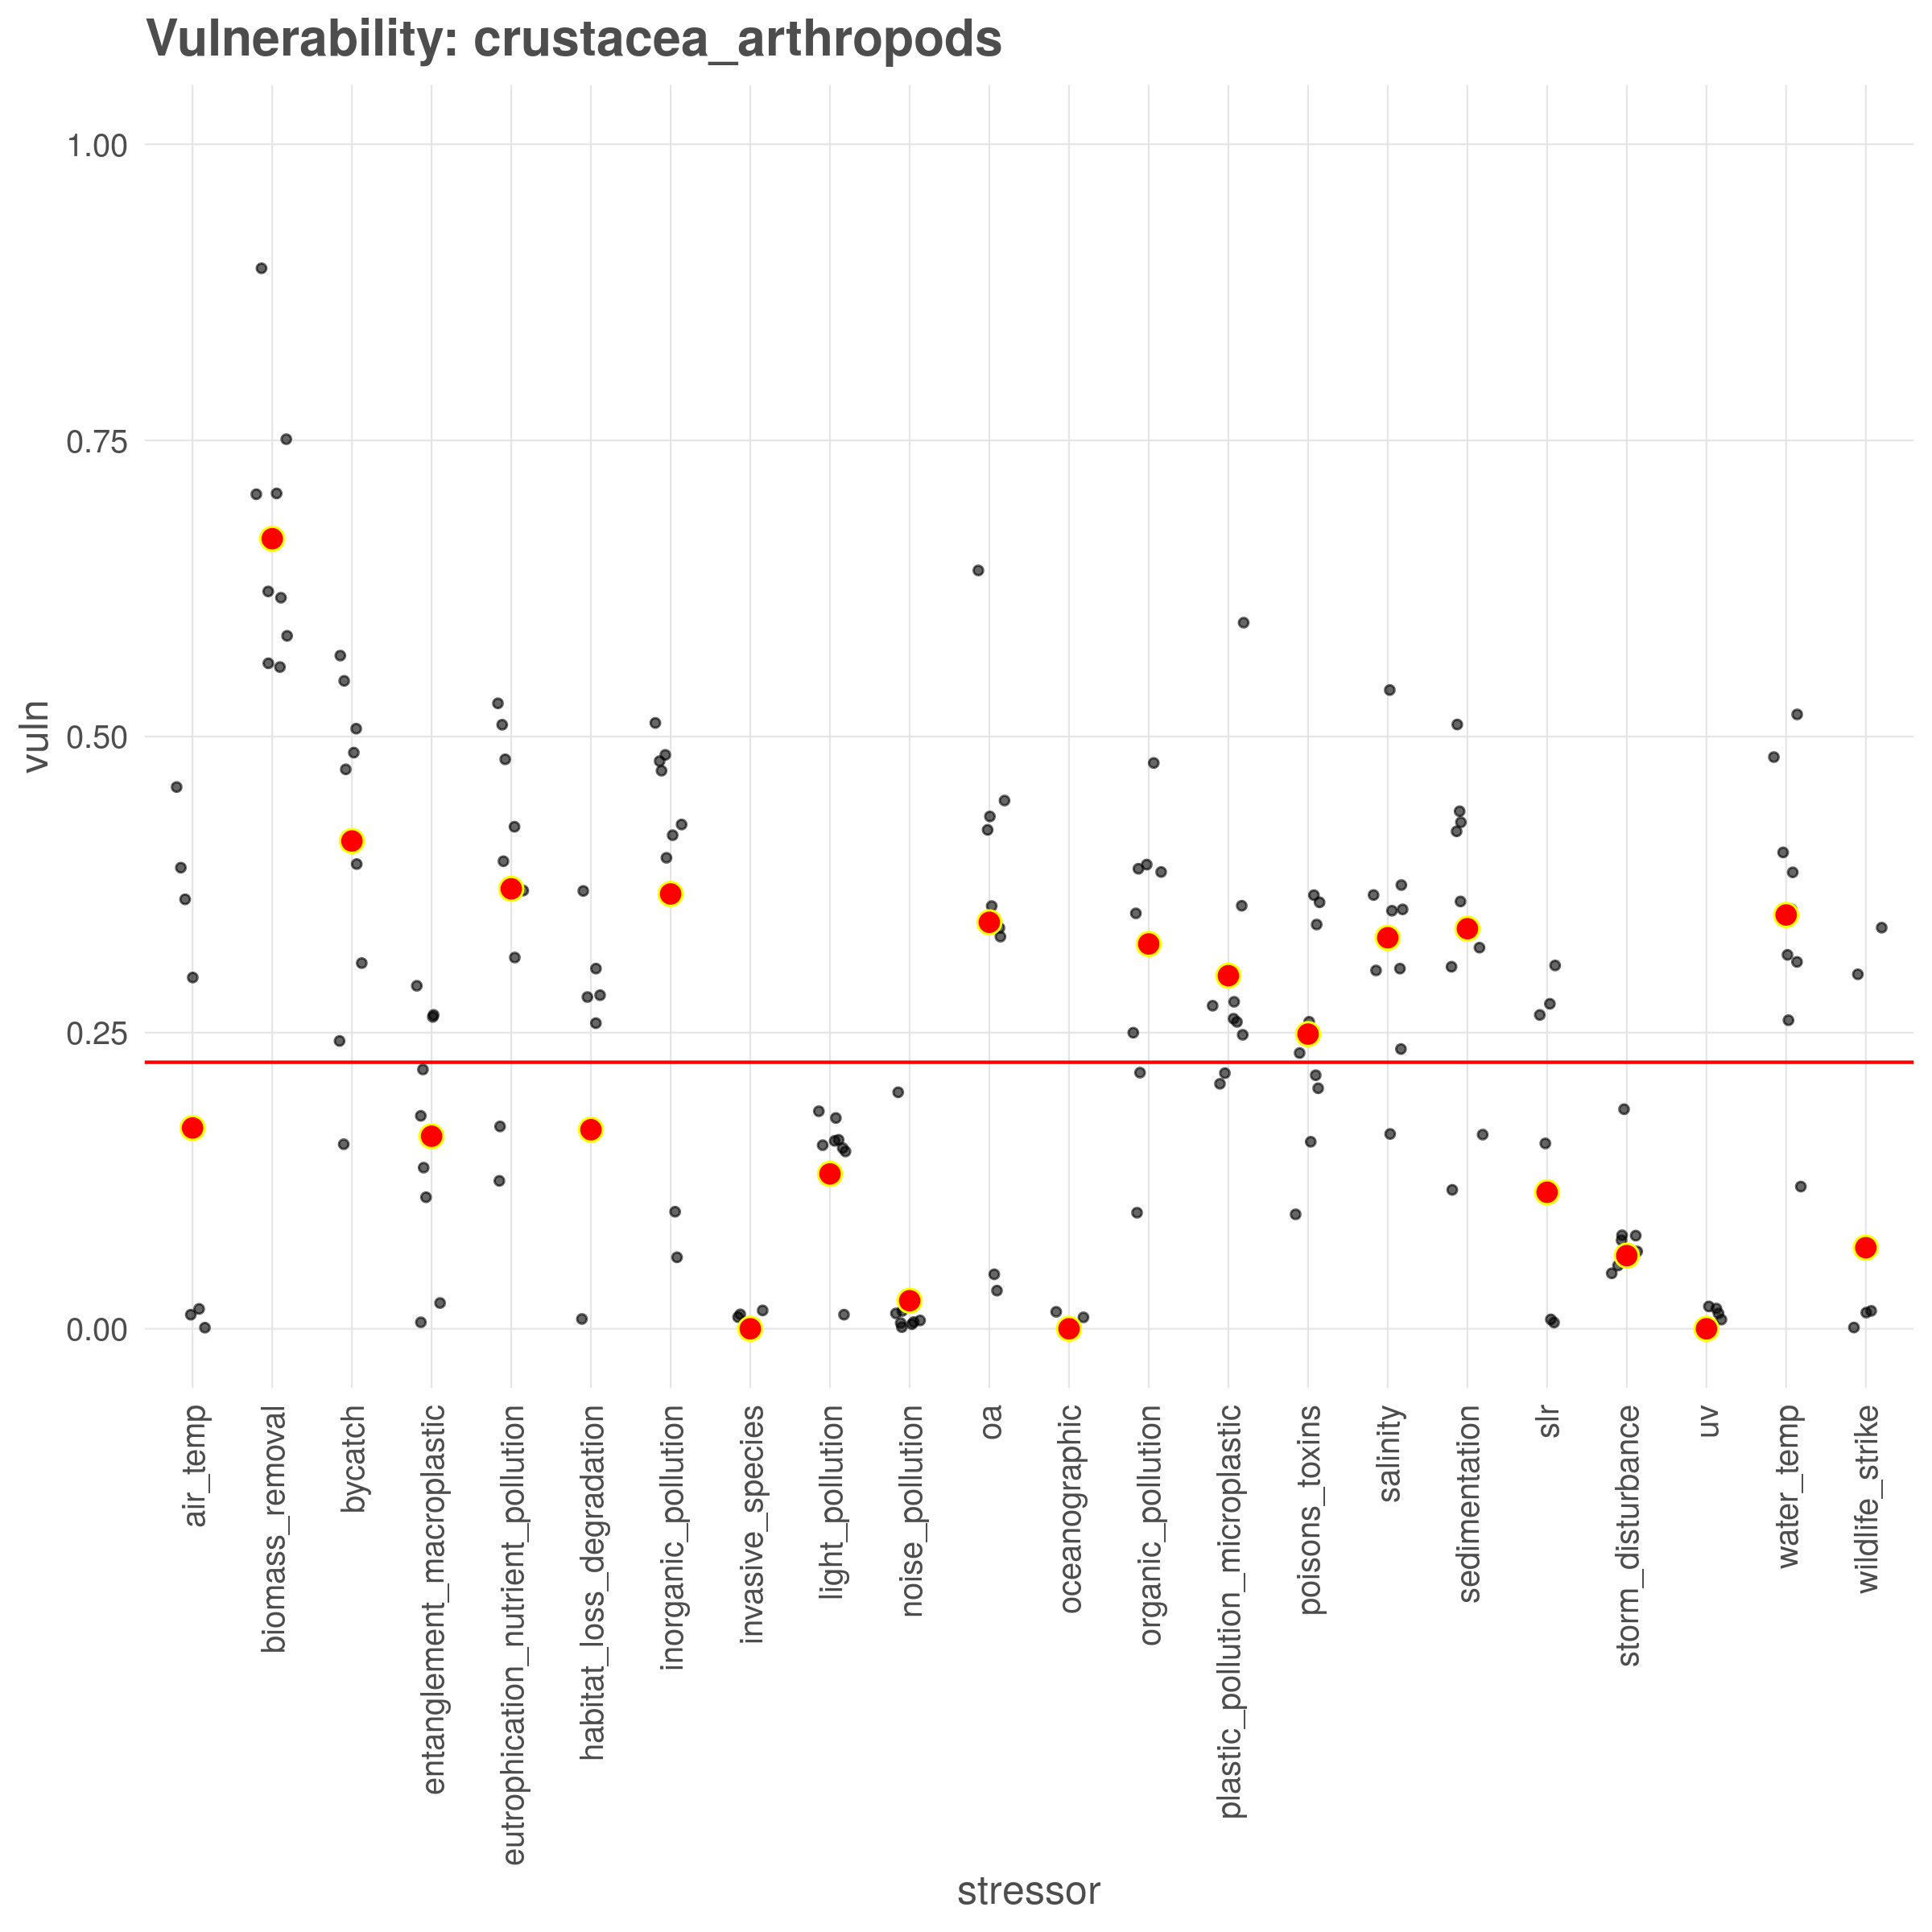 Vulnerability: crustacea_arthropods
1.00
0.75
0.50
0.25
0.00
vuln
air_temp
biomass_removal
bycatch
entanglement_macroplastic
eutrophication_nutrient_pollution
habitat_loss_degradation
inorganic_pollution
invasive_species
light_pollution
noise_pollution
oa
oceanographic
organic_pollution
plastic_pollution_microplastic
poisons_toxins
salinity
sedimentation
slr
storm_disturbance
uv
water_temp
wildlife_strike
stressor